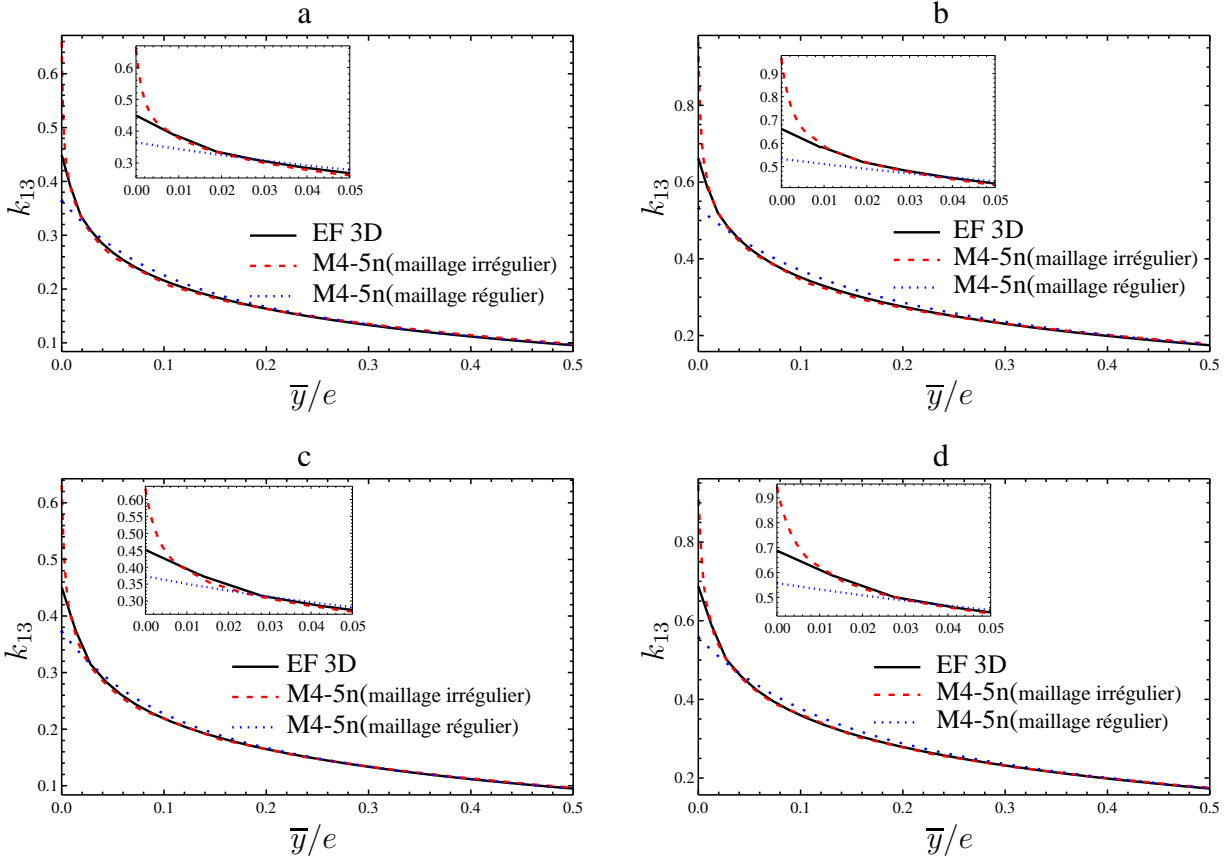 a
k13
0.6
0.5
0.4
0.3
0.2
0.1
0.0 0.1 0.2 0.3 0.4 0.5
y̅/e
0.6
0.5
0.4
0.3
0.00 0.01 0.02 0.03 0.04 0.05
EF 3D
M4-5n(maillage irrégulier)
M4-5n(maillage régulier)
b
k13
0.8
0.6
0.4
0.2
0.0 0.1 0.2 0.3 0.4 0.5
y̅/e
0.9
0.8
0.7
0.6
0.5
0.00 0.01 0.02 0.03 0.04 0.05
EF 3D
M4-5n(maillage irrégulier)
M4-5n(maillage régulier)
c
k13
0.6
0.5
0.4
0.3
0.2
0.1
0.0 0.1 0.2 0.3 0.4 0.5
y̅/e
0.60
0.55
0.50
0.45
0.40
0.35
0.30
0.00 0.01 0.02 0.03 0.04 0.05
EF 3D
M4-5n(maillage irrégulier)
M4-5n(maillage régulier)
d
k13
0.8
0.6
0.4
0.2
0.0 0.1 0.2 0.3 0.4 0.5
y̅/e
0.9
0.8
0.7
0.6
0.5
0.00 0.01 0.02 0.03 0.04 0.05
EF 3D
M4-5n(maillage irrégulier)
M4-5n(maillage régulier)